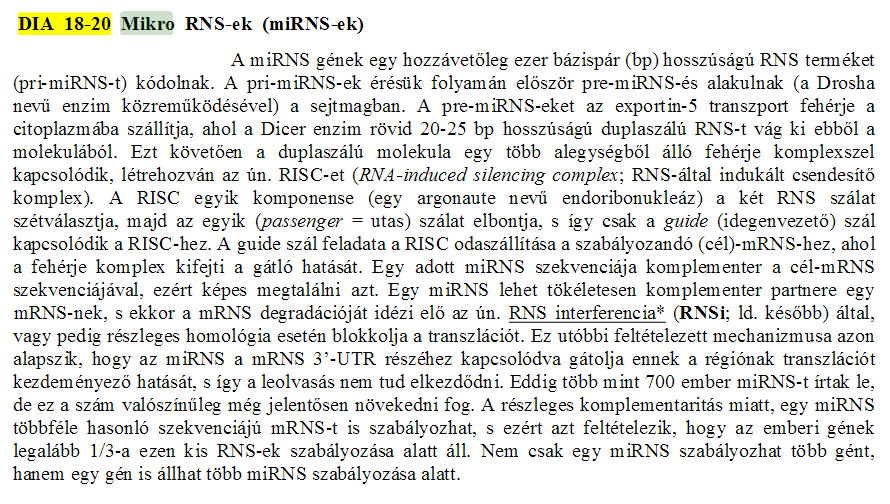 DIA 18-20 Mikro RNS-ek (miRNS-ek)
A miRNS gének egy hozzávetőleg ezer bázispár (bp) hosszúságú RNS terméket
(pri-miRNS-t) kódolnak. A pri-miRNS-ek érésük folyamán először pre-miRNS-és alakulnak (a Drosha
nevű enzim közreműködésével) a sejtmagban. A pre-miRNS-eket az exportin-5 transzport fehérje a
citoplazmába szállítja, ahol a Dicer enzim rövid 20-25 bp hosszúságú duplaszálú RNS-t vág ki ebből a
molekulából. Ezt követően a duplaszálú molekula egy több alegységből álló fehérje komplexszel
kapcsolódik, létrehozván az ún. RISC-et (RNA-induced silencing complex; RNS-által indukált csendesítő
komplex). A RISC egyik komponense (egy argonaute nevű endoribonukleáz) a két RNS szálat
szétválasztja, majd az egyik (passenger = utas) szálat elbontja, s így csak a guide (idegenvezető) szál
kapcsolódik a RISC-hez. A guide szál feladata a RISC odaszállítása a szabályozandó (cél)-mRNS-hez, ahol
a fehérje komplex kifejti a gátló hatását. Egy adott miRNS szekvenciája komplementer a cél-mRNS
szekvenciájával, ezért képes megtalálni azt. Egy miRNS lehet tökéletesen komplementer partnere egy
mRNS-nek, s ekkor a mRNS degradációját idézi elő az ún. RNS interferencia* (RNSi; ld. később) által,
vagy pedig részleges homológia esetén blokkolja a transzlációt. Ez utóbbi feltételezett mechanizmusa azon
alapszik, hogy az miRNS a mRNS 3’-UTR részéhez kapcsolódva gátolja ennek a régiónak transzlációt
kezdeményező hatását, s így a leolvasás nem tud elkezdődni. Eddig több mint 700 ember miRNS-t írtak le,
de ez a szám valószínűleg még jelentősen növekedni fog. A részleges komplementaritás miatt, egy miRNS
többféle hasonló szekvenciájú mRNS-t is szabályozhat, s ezért azt feltételezik, hogy az emberi gének
legalább 1/3-a ezen kis RNS-ek szabályozása alatt áll. Nem csak egy miRNS szabályozhat több gént,
hanem egy gén is állhat több miRNS szabályozása alatt.